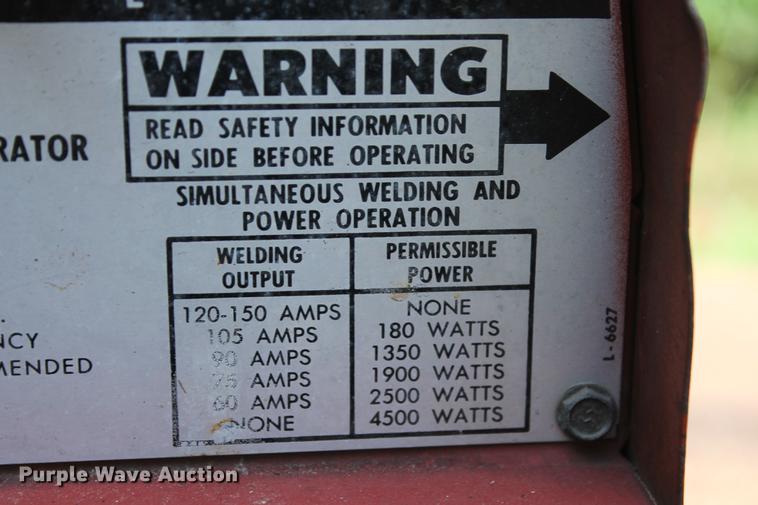 L
WARNING
READ SAFETY INFORMATION
ON SIDE BEFORE OPERATING
RATOR
SIMULTANEOUS WELDING AND
POWER OPERATION
WELDING OUTPUT
PERMISSIBLE POWER
120-150 AMPS NONE
105 AMPS 180 WATTS
90 AMPS 1350 WATTS
75 AMPS 1900 WATTS
60 AMPS 2500 WATTS
NONE 4500 WATTS
NCY
MENDED
L-6627
Purple Wave Auction